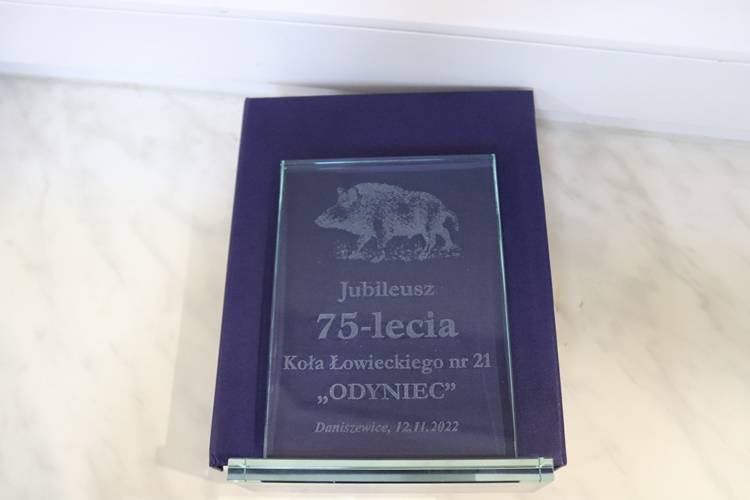 Jubileusz
75-lecia
Koła Łowieckiego nr 21
„ODYNIEC”
Daniszewice, 12.11.2022